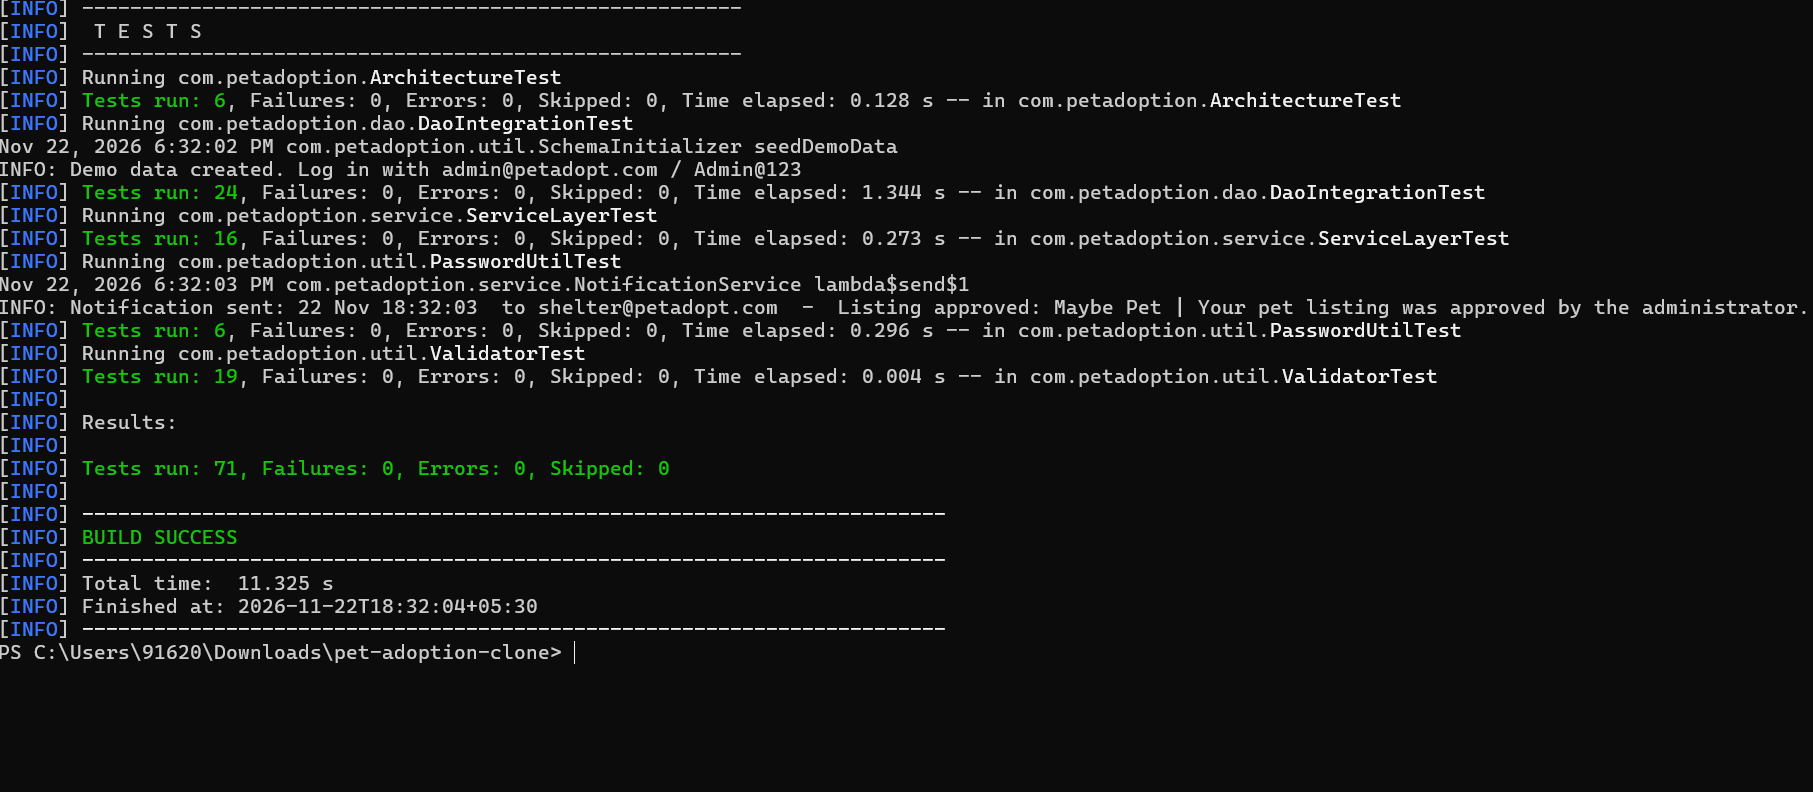 [INFO] -------------------------------------------------------
[INFO]  T E S T S
[INFO] -------------------------------------------------------
[INFO] Running com.petadoption.ArchitectureTest
[INFO] Tests run: 6, Failures: 0, Errors: 0, Skipped: 0, Time elapsed: 0.128 s -- in com.petadoption.ArchitectureTest
[INFO] Running com.petadoption.dao.DaoIntegrationTest
Nov 22, 2026 6:32:02 PM com.petadoption.util.SchemaInitializer seedDemoData
INFO: Demo data created. Log in with admin@petadopt.com / Admin@123
[INFO] Tests run: 24, Failures: 0, Errors: 0, Skipped: 0, Time elapsed: 1.344 s -- in com.petadoption.dao.DaoIntegrationTest
[INFO] Running com.petadoption.service.ServiceLayerTest
[INFO] Tests run: 16, Failures: 0, Errors: 0, Skipped: 0, Time elapsed: 0.273 s -- in com.petadoption.service.ServiceLayerTest
[INFO] Running com.petadoption.util.PasswordUtilTest
Nov 22, 2026 6:32:03 PM com.petadoption.service.NotificationService lambda$send$1
INFO: Notification sent: 22 Nov 18:32:03  to shelter@petadopt.com  -  Listing approved: Maybe Pet | Your pet listing was approved by the administrator.
[INFO] Tests run: 6, Failures: 0, Errors: 0, Skipped: 0, Time elapsed: 0.296 s -- in com.petadoption.util.PasswordUtilTest
[INFO] Running com.petadoption.util.ValidatorTest
[INFO] Tests run: 19, Failures: 0, Errors: 0, Skipped: 0, Time elapsed: 0.004 s -- in com.petadoption.util.ValidatorTest
[INFO]
[INFO] Results:
[INFO]
[INFO] Tests run: 71, Failures: 0, Errors: 0, Skipped: 0
[INFO]
[INFO] ------------------------------------------------------------------------
[INFO] BUILD SUCCESS
[INFO] ------------------------------------------------------------------------
[INFO] Total time:  11.325 s
[INFO] Finished at: 2026-11-22T18:32:04+05:30
[INFO] ------------------------------------------------------------------------
PS C:\Users\91620\Downloads\pet-adoption-clone>